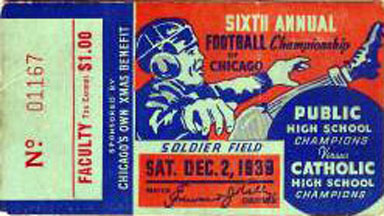 Nº 01167
FACULTY TAX EXEMPT $1.00
SPONSORED BY
CHICAGO'S OWN XMAS BENEFIT
SIXTH ANNUAL
FOOTBALL Championship
OF CHICAGO
PUBLIC
HIGH SCHOOL
CHAMPIONS
Versus
CATHOLIC
HIGH SCHOOL
CHAMPIONS
SOLDIER FIELD
SAT. DEC. 2, 1939
MAYOR